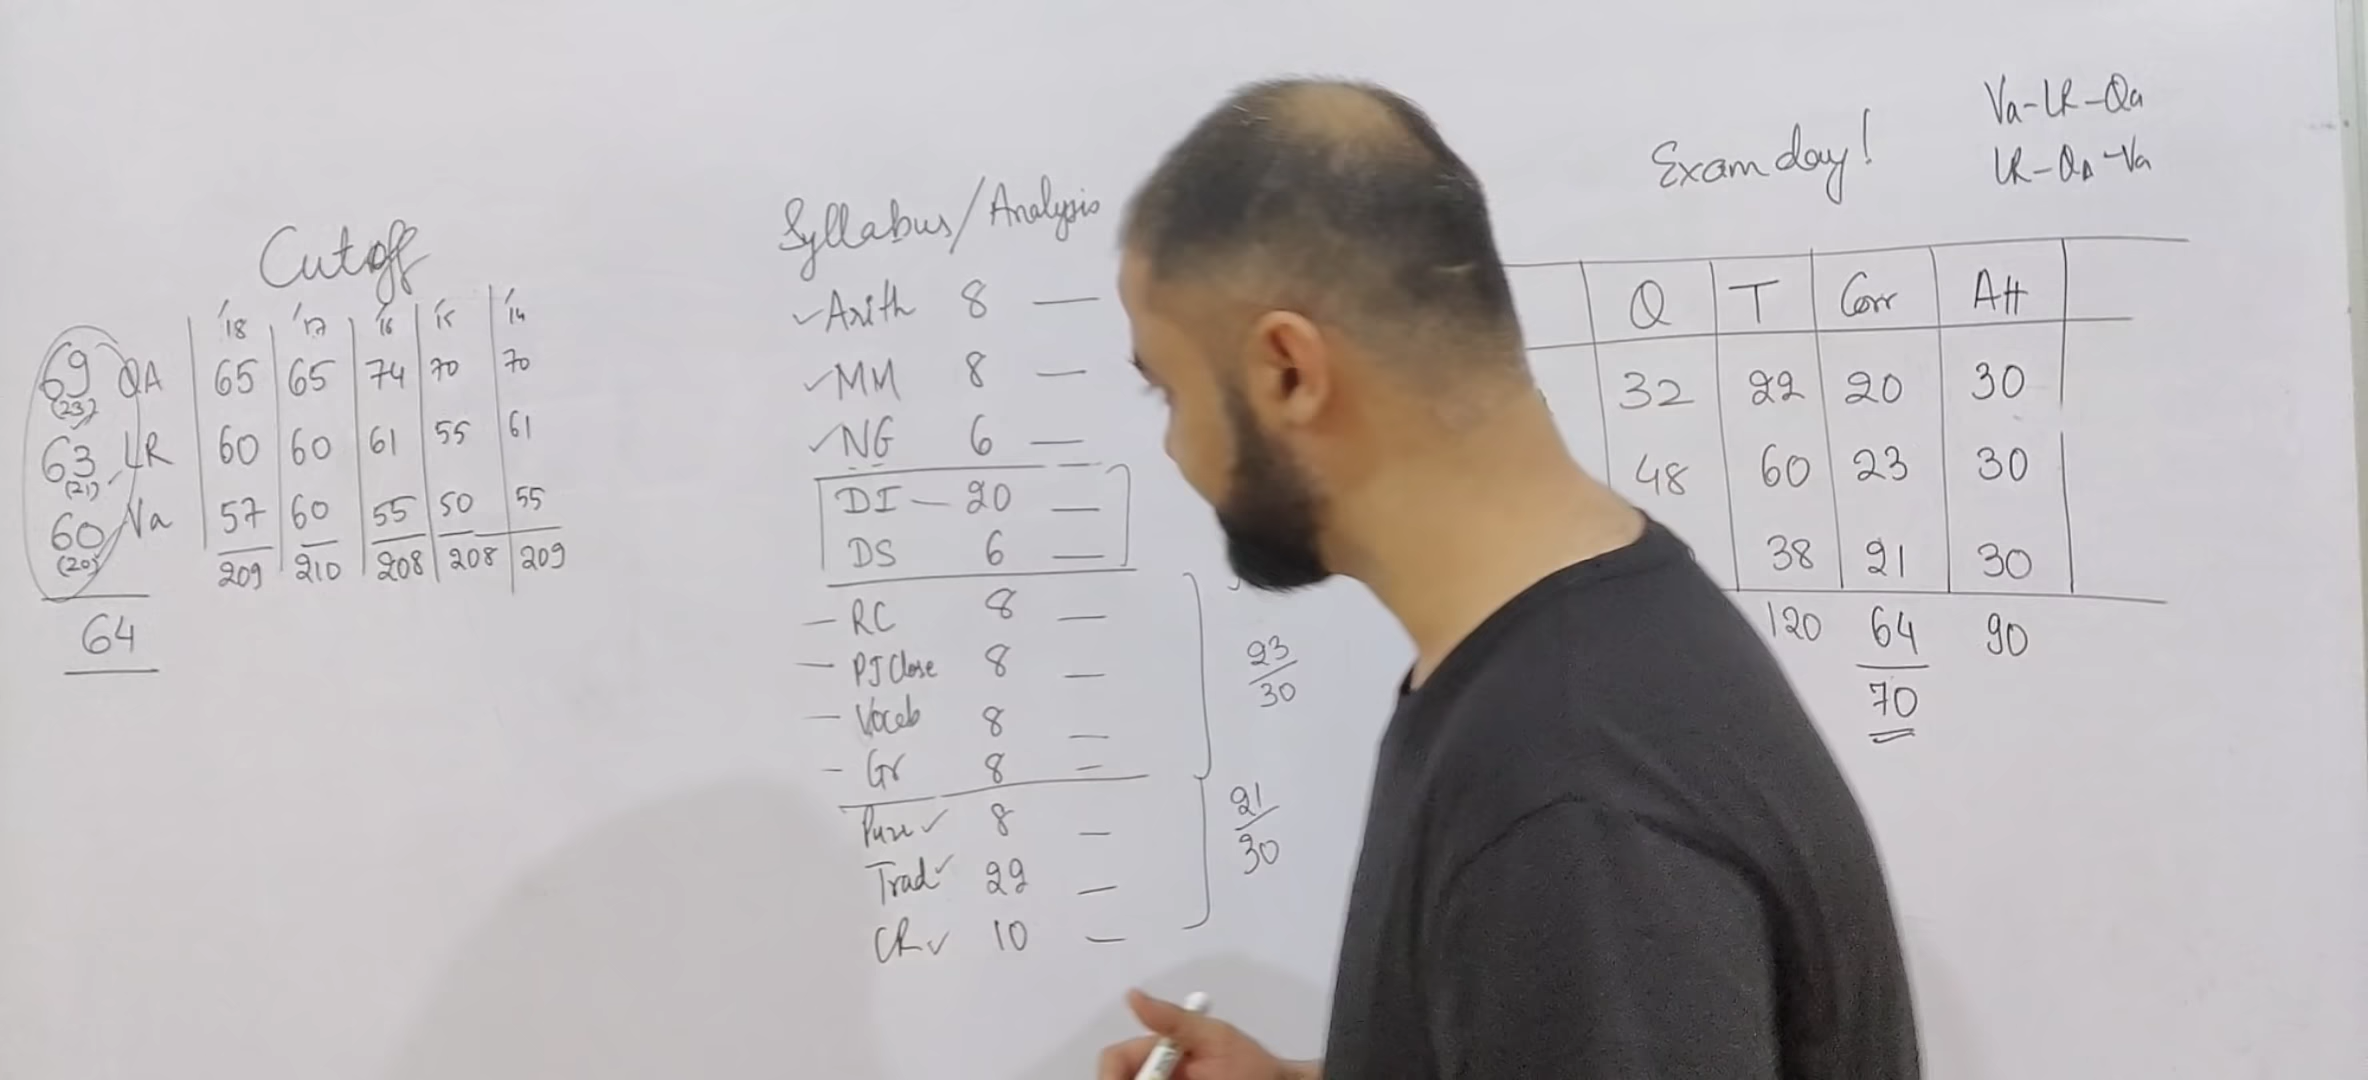 Cutoff
'18 '17 '16 '15 '14
69 QA 65 65 74 70 70
(23)
63 LR 60 60 61 55 61
(21)
60 Va 57 60 55 50 55
(20)
209 210 208 208 209
64
Syllabus/Analysis
✓Arith 8 —
✓MM 8 —
✓NG 6 —
DI — 20 —
DS 6 —
— RC 8 —
— PJ Close 8 —
— Vocab 8 —
— Gr 8 —
Puzz ✓ 8 —
Trad ✓ 22 —
CR ✓ 10 —
23
30
21
30
Exam day!
Va-LR-Qa
LR-QA-Va
Q T Corr Att
32 22 20 30
48 60 23 30
38 21 30
120 64 90
70